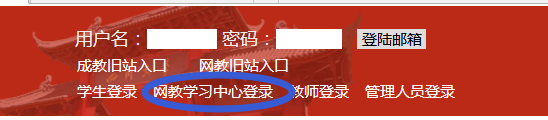 用户名： 密码： 登陆邮箱
成教旧站入口 网教旧站入口
学生登录 网教学习中心登录 教师登录 管理人员登录